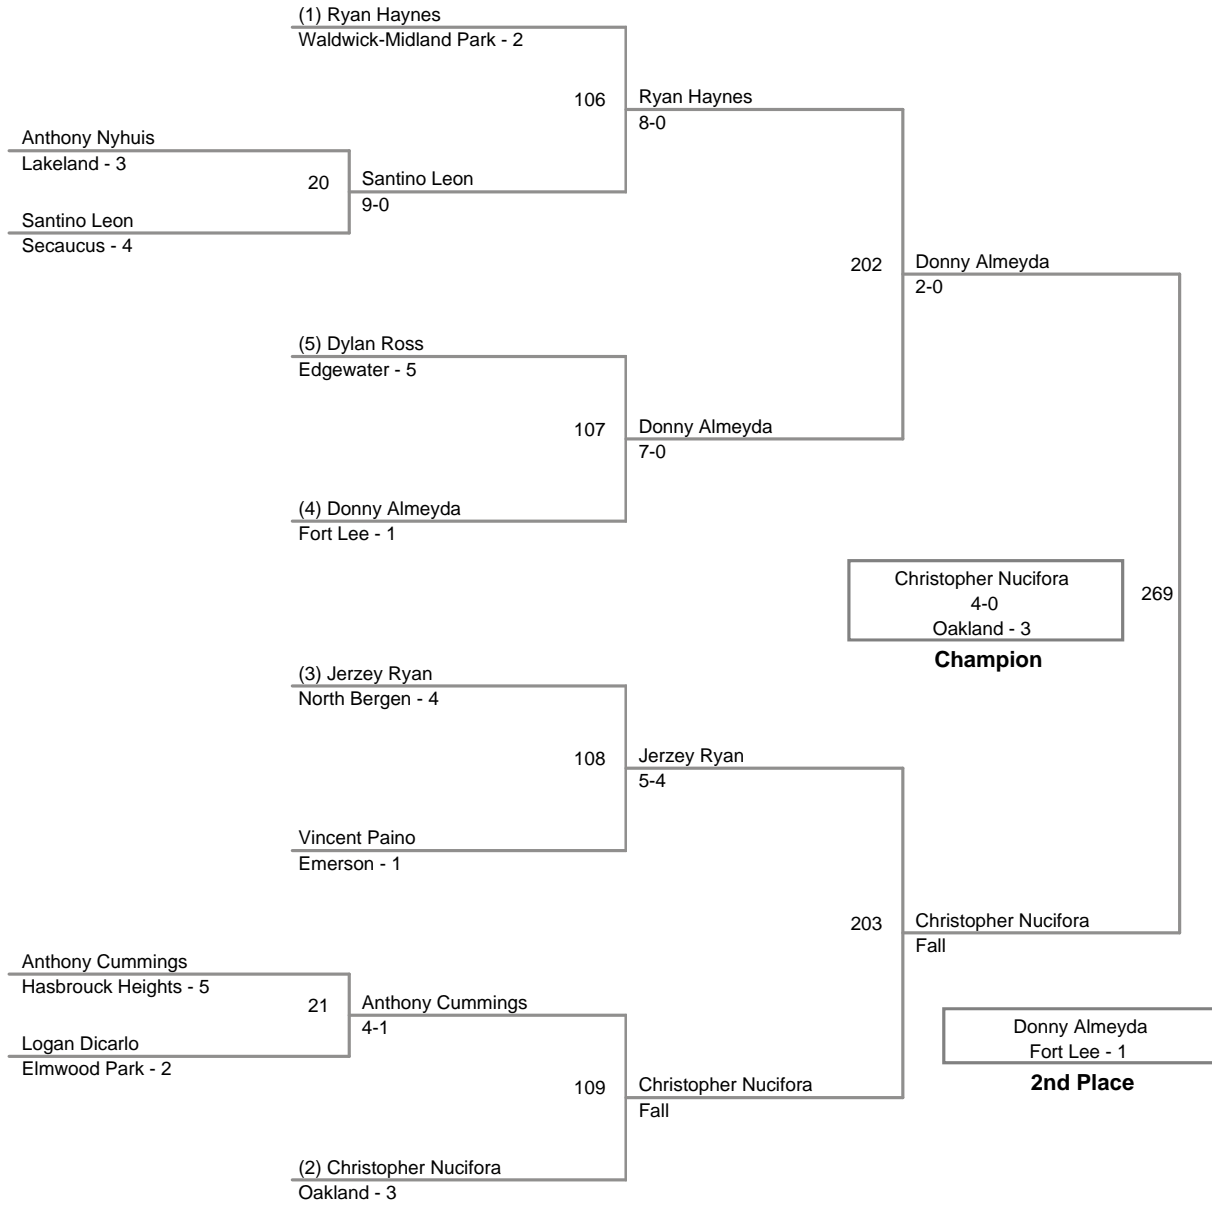 (1) Ryan Haynes
Waldwick-Midland Park - 2
106
Ryan Haynes
8-0
Anthony Nyhuis
Lakeland - 3
20
Santino Leon
9-0
Santino Leon
Secaucus - 4
202
Donny Almeyda
2-0
(5) Dylan Ross
Edgewater - 5
107
Donny Almeyda
7-0
(4) Donny Almeyda
Fort Lee - 1
Christopher Nucifora
4-0
Oakland - 3
Champion
269
(3) Jerzey Ryan
North Bergen - 4
108
Jerzey Ryan
5-4
Vincent Paino
Emerson - 1
203
Christopher Nucifora
Fall
Anthony Cummings
Hasbrouck Heights - 5
21
Anthony Cummings
4-1
Logan Dicarlo
Elmwood Park - 2
Donny Almeyda
Fort Lee - 1
2nd Place
109
Christopher Nucifora
Fall
(2) Christopher Nucifora
Oakland - 3